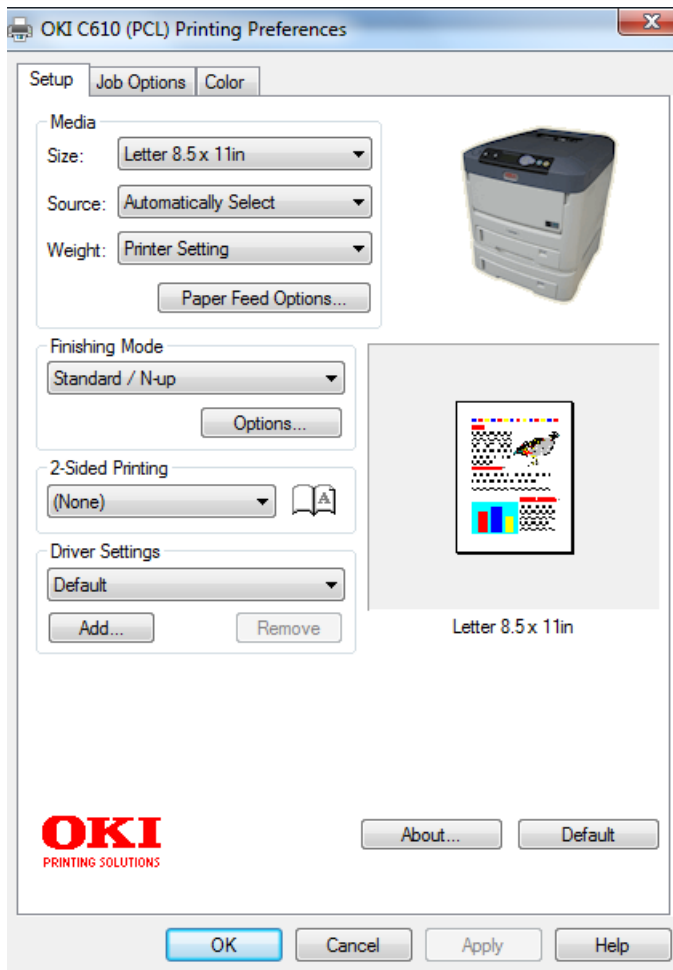 OKI C610 (PCL) Printing Preferences
Setup Job Options Color
Media
Size: Letter 8.5 x 11in
Source: Automatically Select
Weight: Printer Setting
Paper Feed Options...
Finishing Mode
Standard / N-up
Options...
2-Sided Printing
(None)
A
Driver Settings
Default
Add... Remove
Letter 8.5 x 11in
OKI
PRINTING SOLUTIONS
About... Default
OK Cancel Apply Help